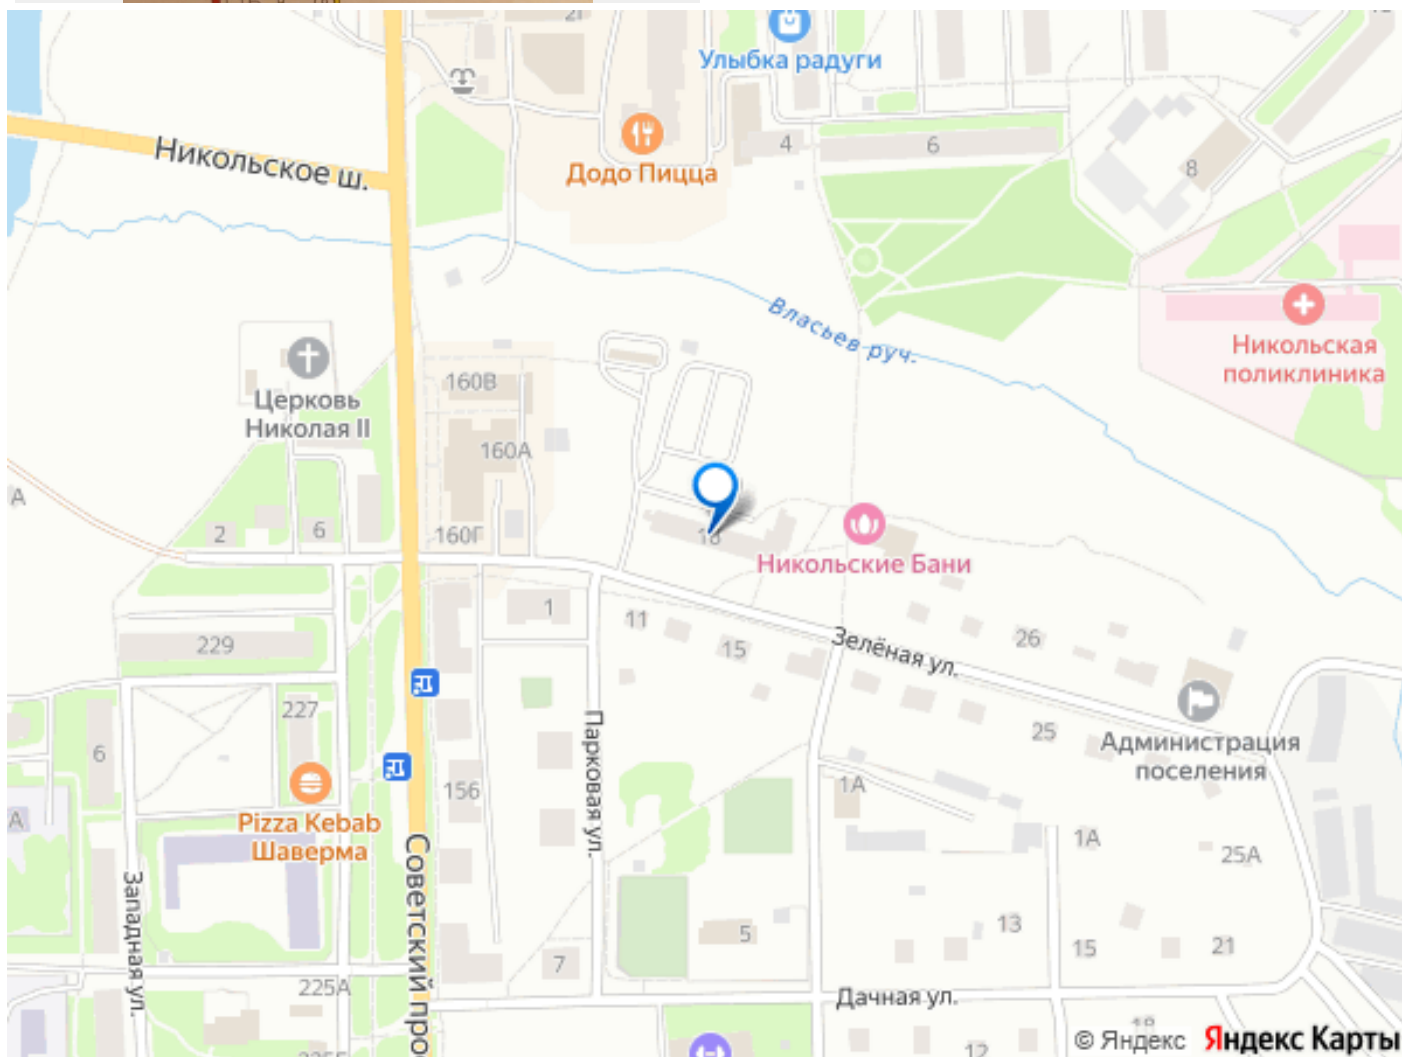 2Г
Улыбка радуги
Никольское ш.
Додо Пицца
4
6
8
Власьев руч.
Никольская
поликлиника
Церковь
Николая II
160В
160А
А
2
6
160Г
16
Никольские Бани
1
11
15
26
Зелёная ул.
229
227
6
25
Администрация
поселения
Парковая ул.
156
1А
А
Pizza Kebab
Шаверма
1А
25А
Советский про
Западная ул.
5
13
15
21
7
225А
Дачная ул.
12
© Яндекс Яндекс Карты